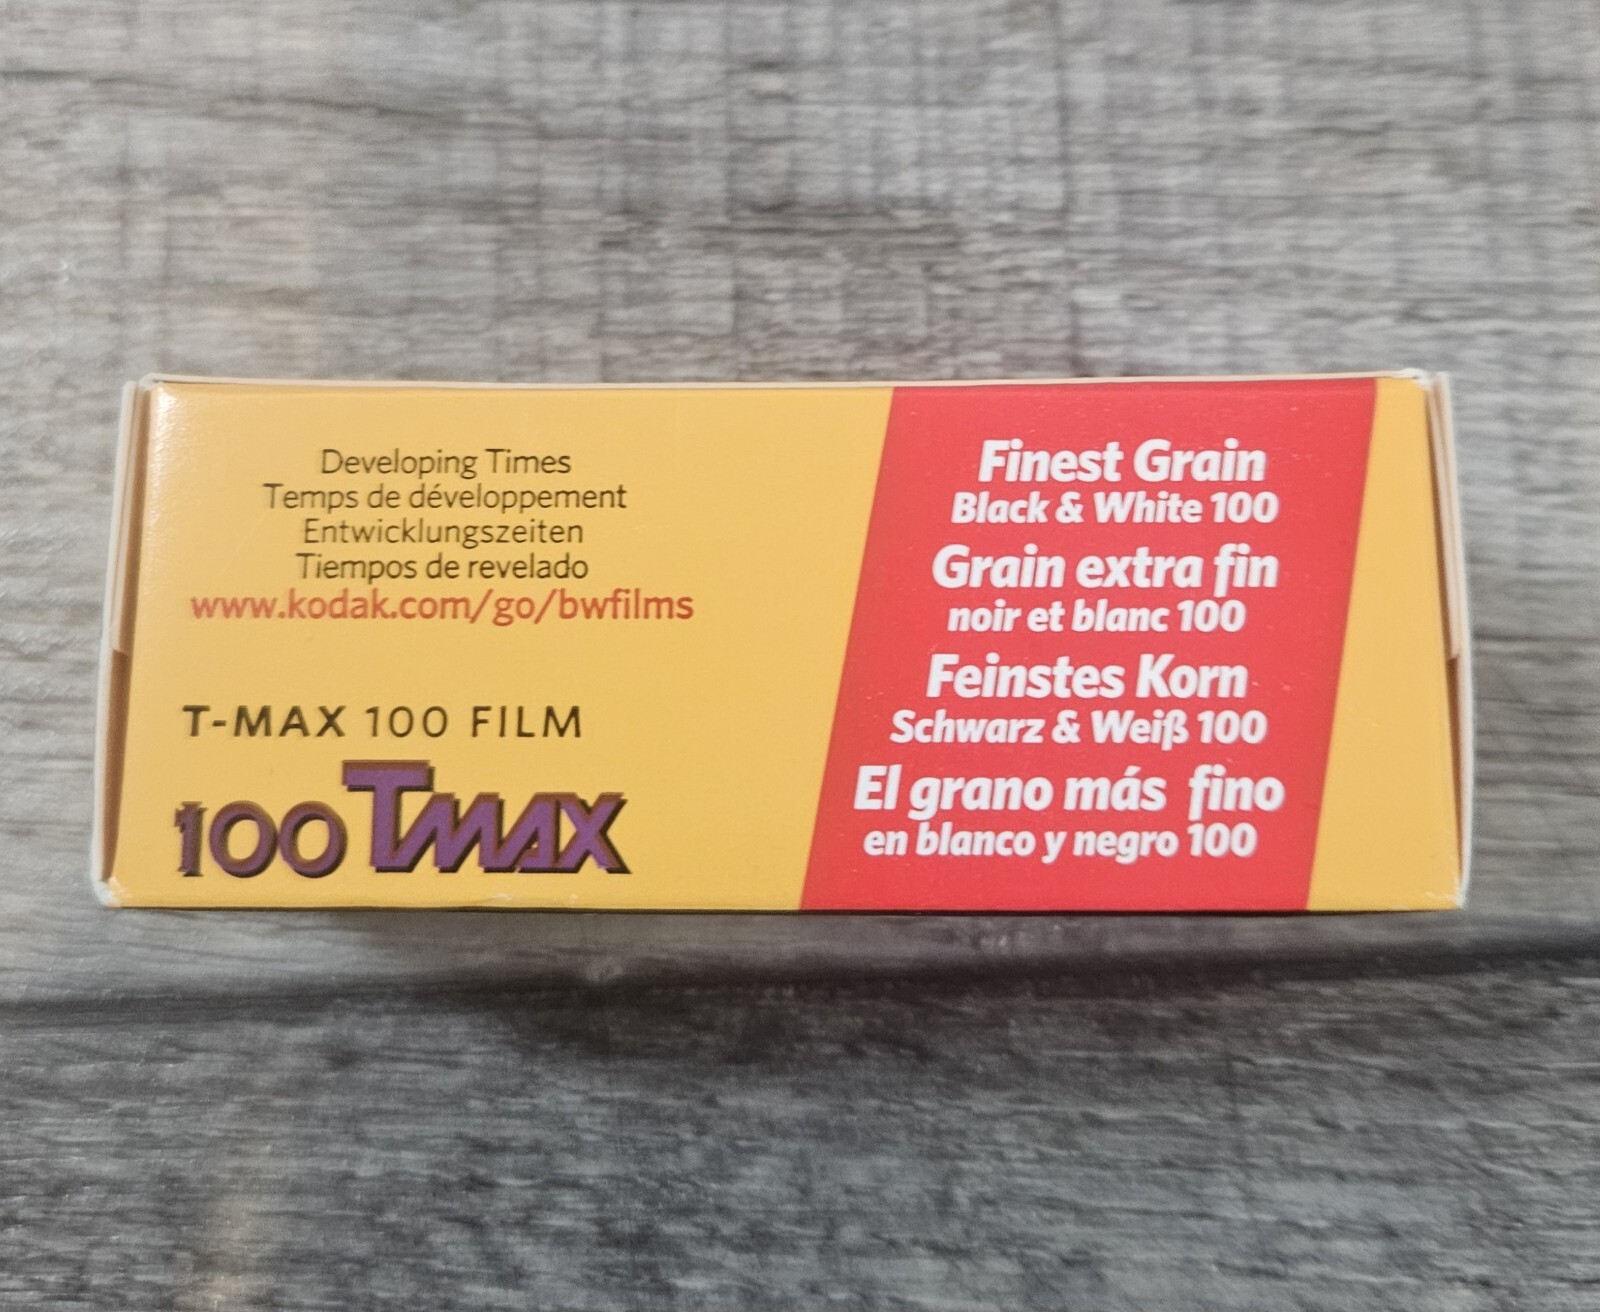 Developing Times
Temps de développement
Entwicklungszeiten
Tiempos de revelado
www.kodak.com/go/bwfilms
T-MAX 100 FILM
100 TMAX
Finest Grain
Black & White 100
Grain extra fin
noir et blanc 100
Feinstes Korn
Schwarz & Weiß 100
El grano más fino
en blanco y negro 100